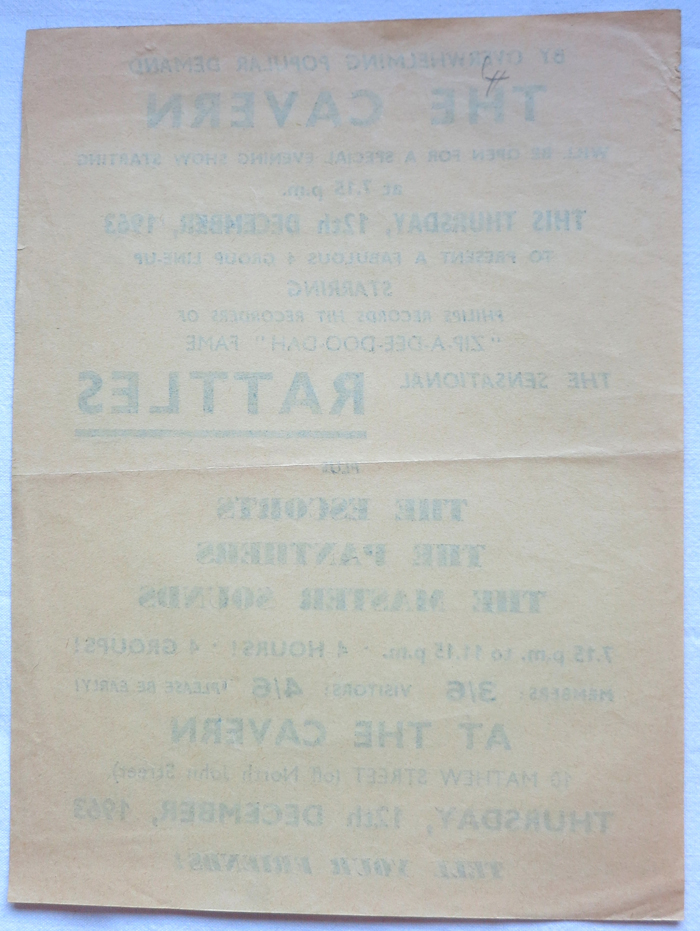 BY OVERWHELMING POPULAR DEMAND
THE CAVERN
WILL BE OPEN FOR A SPECIAL EVENING SHOW STARTING
at 7.15 p.m.
THIS THURSDAY, 12th DECEMBER, 1963
TO PRESENT A FABULOUS 4 GROUP LINE-UP
STARRING
PHILIPS RECORDS HIT RECORDERS OF
"ZIP-A-DEE-DOO-DAH" FAME
THE SENSATIONAL RATTLES
PLUS
THE ESCORTS
THE PANTHERS
THE MASTER SOUNDS
7.15 p.m. to 11.15 p.m. 4 HOURS! 4 GROUPS!
MEMBERS: 3/6 VISITORS: 4/6 (PLEASE BE EARLY)
AT THE CAVERN
10 MATHEW STREET (off North John Street)
THURSDAY, 12th DECEMBER, 1963
TELL YOUR FRIENDS!